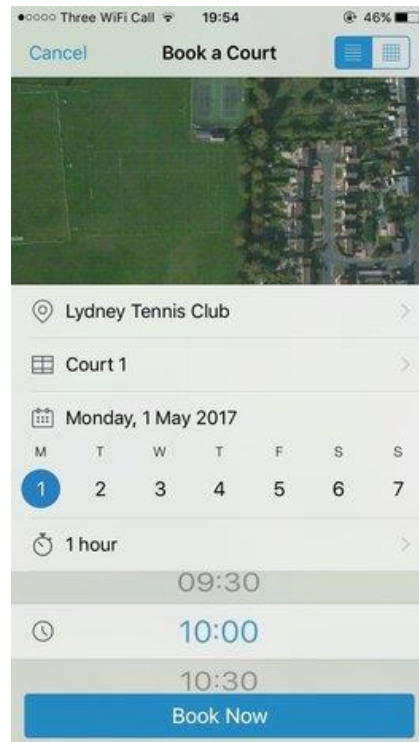 Three WiFi Call 19:54 46%
Cancel Book a Court
Lydney Tennis Club
Court 1
Monday, 1 May 2017
M T W T F S S
1 2 3 4 5 6 7
1 hour
09:30
10:00
10:30
Book Now